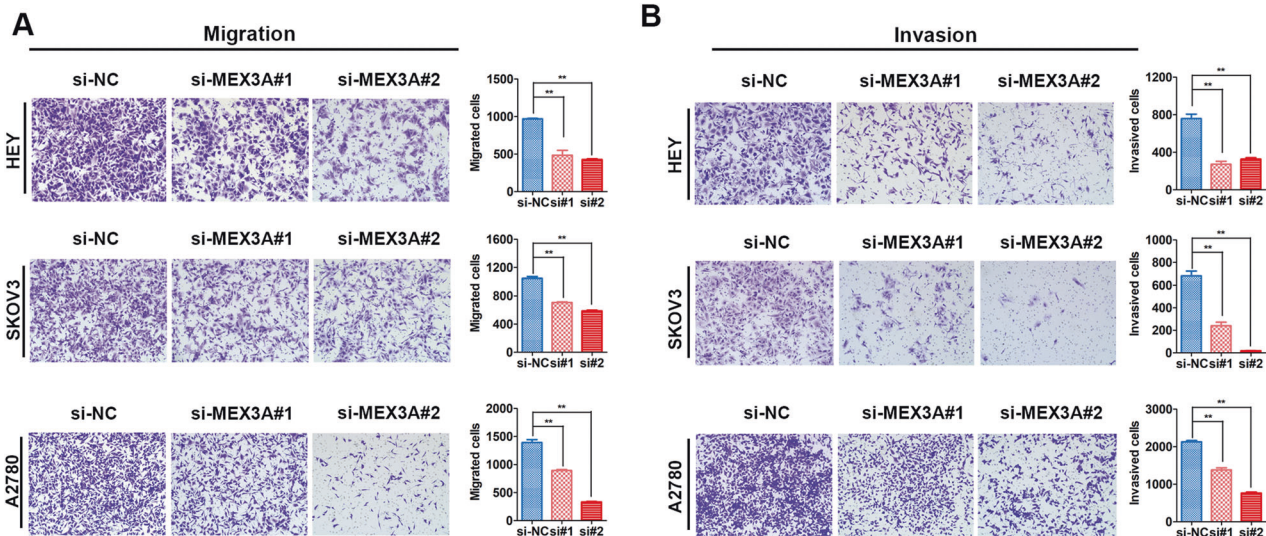 A
Migration
si-NC si-MEX3A#1 si-MEX3A#2
HEY
Migrated cells
1500
1000
500
0
**
**
si-NC si#1 si#2
si-NC si-MEX3A#1 si-MEX3A#2
SKOV3
Migrated cells
1600
1200
800
400
0
**
**
si-NC si#1 si#2
si-NC si-MEX3A#1 si-MEX3A#2
A2780
Migrated cells
2000
1500
1000
500
0
**
**
si-NC si#1 si#2
B
Invasion
si-NC si-MEX3A#1 si-MEX3A#2
HEY
Invasived cells
1200
800
400
0
**
**
si-NC si#1 si#2
si-NC si-MEX3A#1 si-MEX3A#2
SKOV3
Invasived cells
1000
800
600
400
200
0
**
**
si-NC si#1 si#2
si-NC si-MEX3A#1 si-MEX3A#2
A2780
Invasived cells
3000
2000
1000
0
**
**
si-NC si#1 si#2